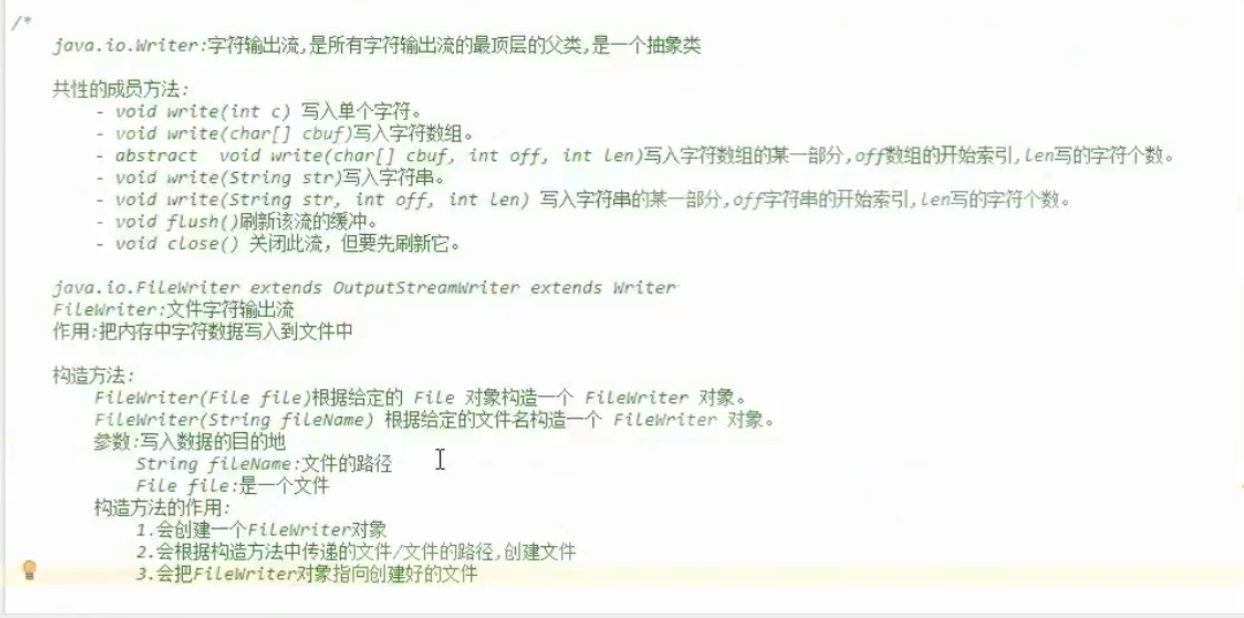 /*
java.io.Writer:字符输出流,是所有字符输出流的最顶层的父类,是一个抽象类
共性的成员方法:
- void write(int c) 写入单个字符。
- void write(char[] cbuf)写入字符数组。
- abstract  void write(char[] cbuf, int off, int len)写入字符数组的某一部分,off数组的开始索引,len写的字符个数。
- void write(String str)写入字符串。
- void write(String str, int off, int len) 写入字符串的某一部分,off字符串的开始索引,len写的字符个数。
- void flush()刷新该流的缓冲。
- void close() 关闭此流，但要先刷新它。
java.io.FileWriter extends OutputStreamWriter extends Writer
FileWriter:文件字符输出流
作用:把内存中字符数据写入到文件中
构造方法:
FileWriter(File file)根据给定的 File 对象构造一个 FileWriter 对象。
FileWriter(String fileName) 根据给定的文件名构造一个 FileWriter 对象。
参数:写入数据的目的地
String fileName:文件的路径
File file:是一个文件
构造方法的作用:
1.会创建一个FileWriter对象
2.会根据构造方法中传递的文件/文件的路径,创建文件
3.会把FileWriter对象指向创建好的文件